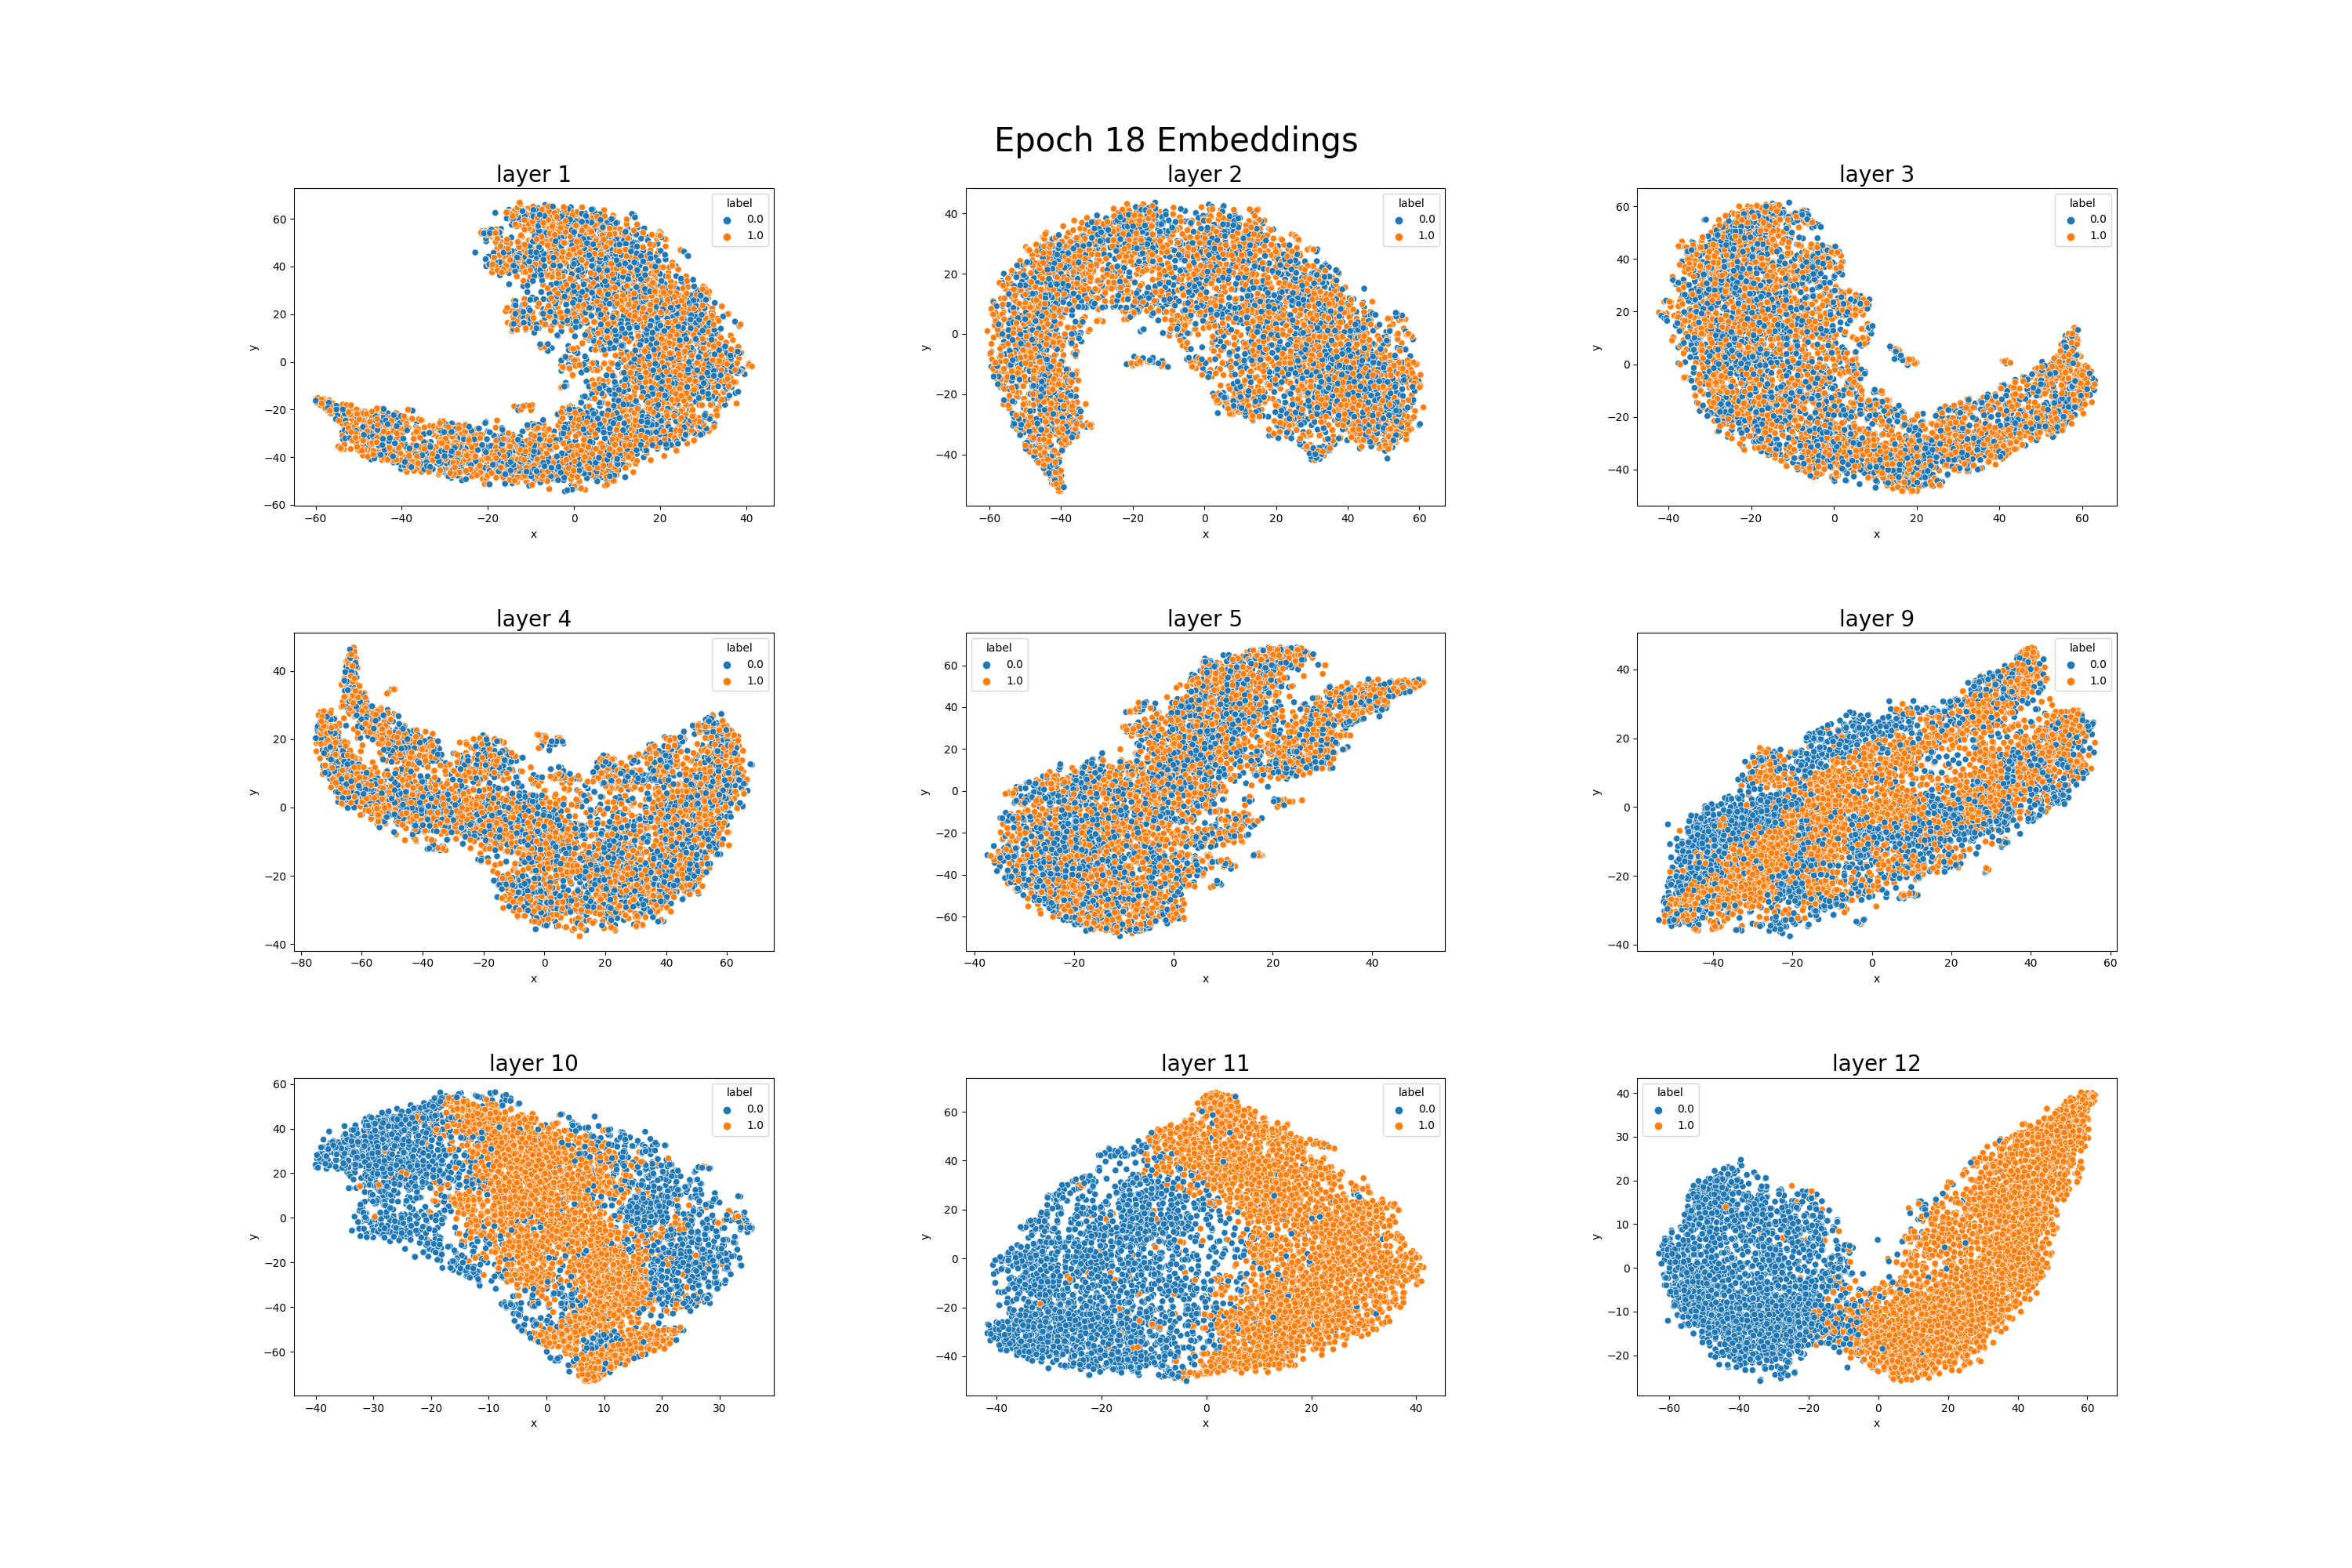 Epoch 18 Embeddings
layer 1
label
0.0
1.0
60
40
20
0
−20
−40
−60
y
−60 −40 −20 0 20 40
x
layer 2
label
0.0
1.0
40
20
0
−20
−40
y
−60 −40 −20 0 20 40 60
x
layer 3
label
0.0
1.0
60
40
20
0
−20
−40
y
−40 −20 0 20 40 60
x
layer 4
label
0.0
1.0
40
20
0
−20
−40
y
−80 −60 −40 −20 0 20 40 60
x
layer 5
label
0.0
1.0
60
40
20
0
−20
−40
−60
y
−40 −20 0 20 40
x
layer 9
label
0.0
1.0
40
20
0
−20
−40
y
−40 −20 0 20 40 60
x
layer 10
label
0.0
1.0
60
40
20
0
−20
−40
−60
y
−40 −30 −20 −10 0 10 20 30
x
layer 11
label
0.0
1.0
60
40
20
0
−20
−40
y
−40 −20 0 20 40
x
layer 12
label
0.0
1.0
40
30
20
10
0
−10
−20
y
−60 −40 −20 0 20 40 60
x